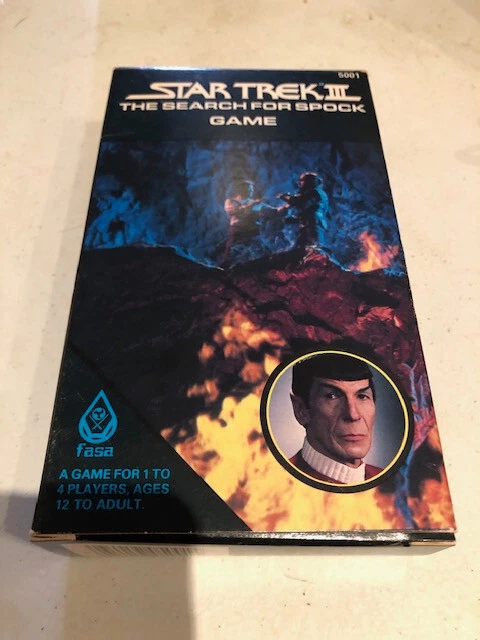 5001
STAR TREK III
THE SEARCH FOR SPOCK
GAME
fasa
A GAME FOR 1 TO
4 PLAYERS, AGES
12 TO ADULT.